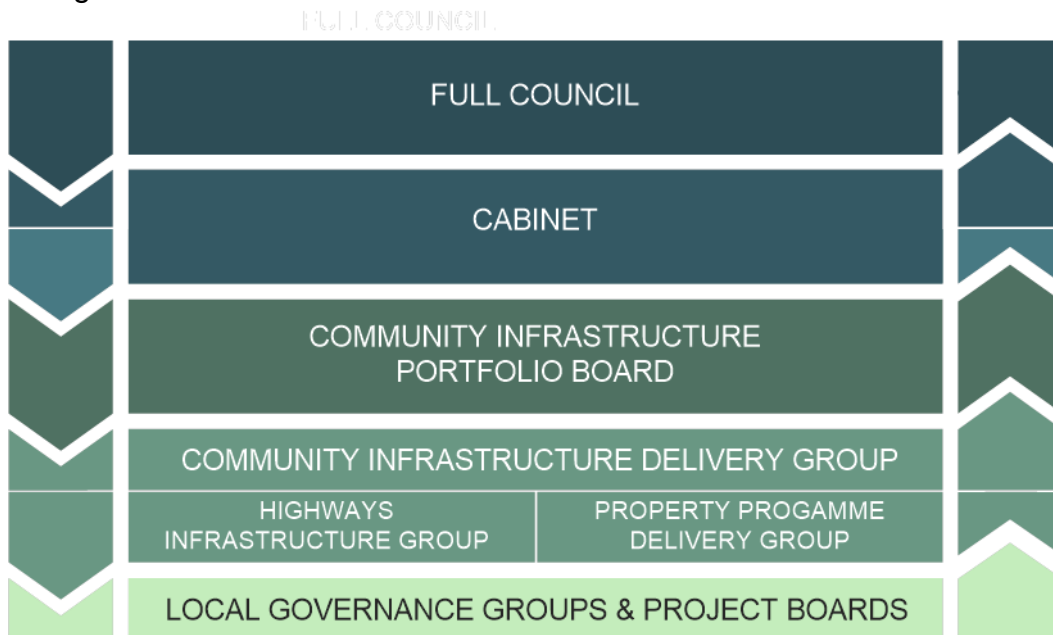 FULL COUNCIL
FULL COUNCIL
CABINET
COMMUNITY INFRASTRUCTURE
PORTFOLIO BOARD
COMMUNITY INFRASTRUCTURE DELIVERY GROUP
HIGHWAYS
INFRASTRUCTURE GROUP
PROPERTY PROGAMME
DELIVERY GROUP
LOCAL GOVERNANCE GROUPS & PROJECT BOARDS